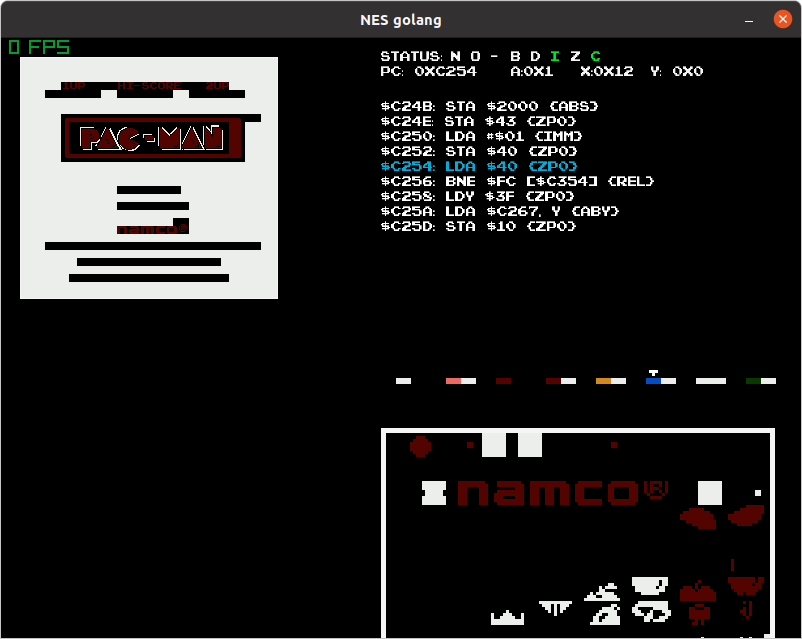 NES golang
0 FPS
STATUS: N O - B D I Z C
PC: 0XC254 A:0X1 X:0X12 Y: 0X0
1UP HI-SCORE 2UP
PAC-MAN
namco®
$C24B: STA $2000 {ABS}
$C24E: STA $43 {ZP0}
$C250: LDA #$01 {IMM}
$C252: STA $40 {ZP0}
$C254: LDA $40 {ZP0}
$C256: BNE $FC [$C354] {REL}
$C258: LDY $3F {ZP0}
$C25A: LDA $C267, Y {ABY}
$C25D: STA $10 {ZP0}
namco®